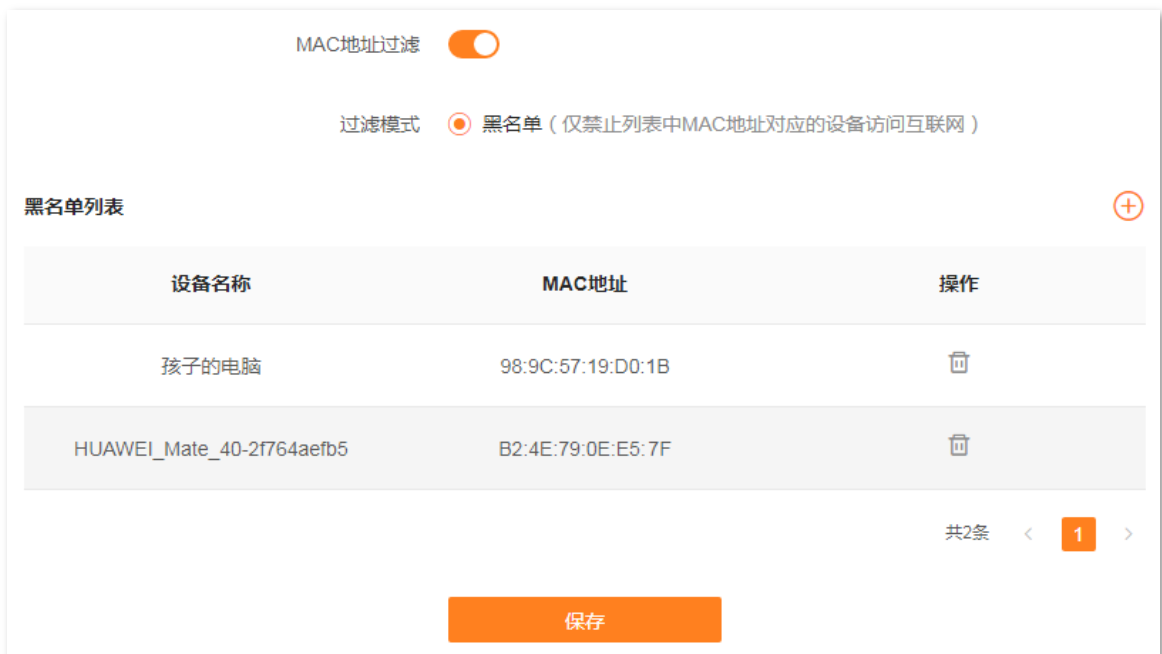 MAC地址过滤
过滤模式 黑名单（仅禁止列表中MAC地址对应的设备访问互联网）
黑名单列表
设备名称 MAC地址 操作
孩子的电脑 98:9C:57:19:D0:1B
HUAWEI_Mate_40-2f764aefb5 B2:4E:79:0E:E5:7F
共2条 < 1 >
保存